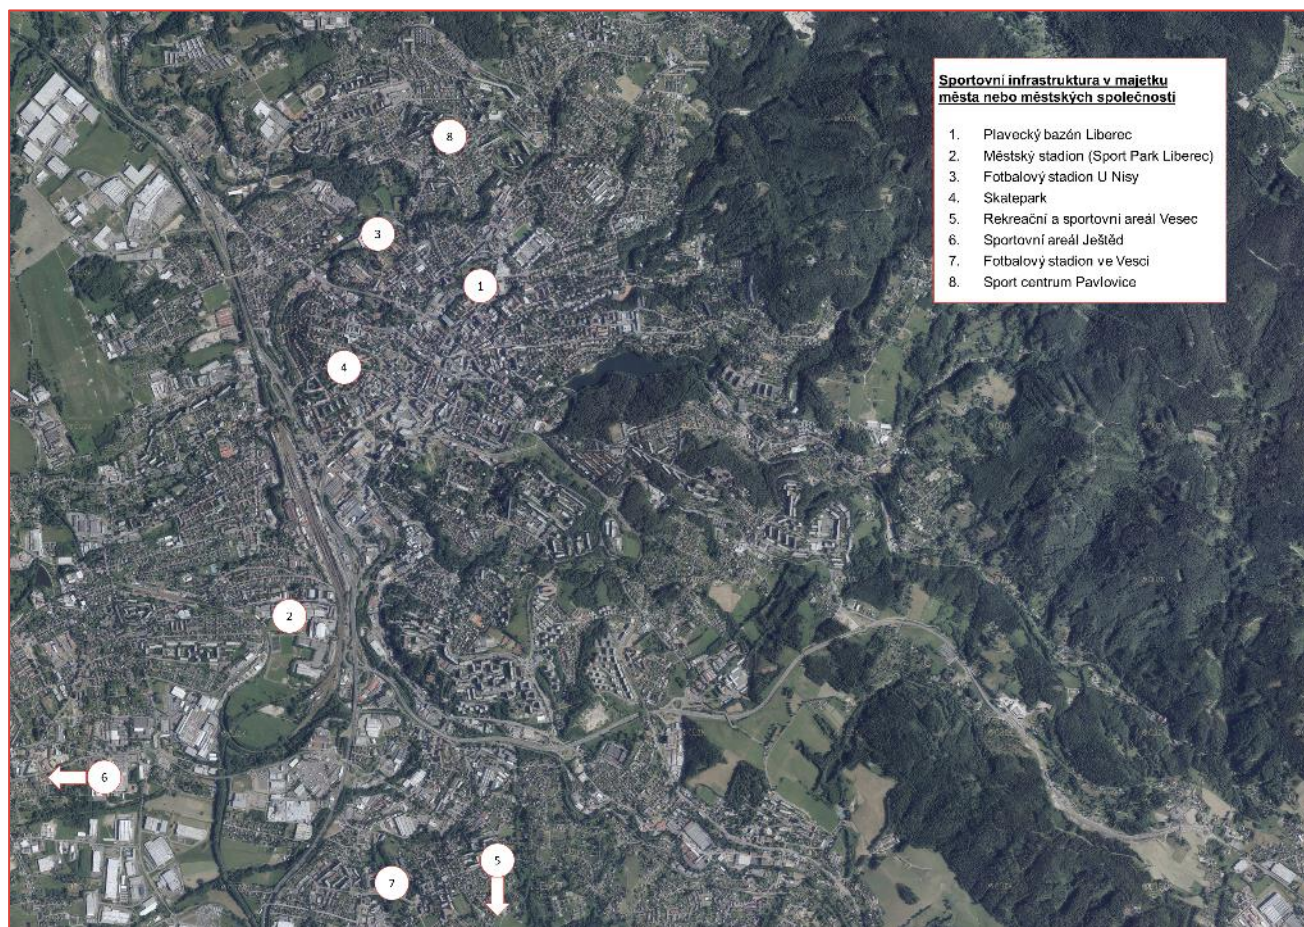 Sportovní infrastruktura v majetku
města nebo městských společností
1. Plavecký bazén Liberec
2. Městský stadion (Sport Park Liberec)
3. Fotbalový stadion U Nisy
4. Skatepark
5. Rekreační a sportovní areál Vesec
6. Sportovní areál Ještěd
7. Fotbalový stadion ve Vesci
8. Sport centrum Pavlovice
8
3
1
4
2
6
5
7